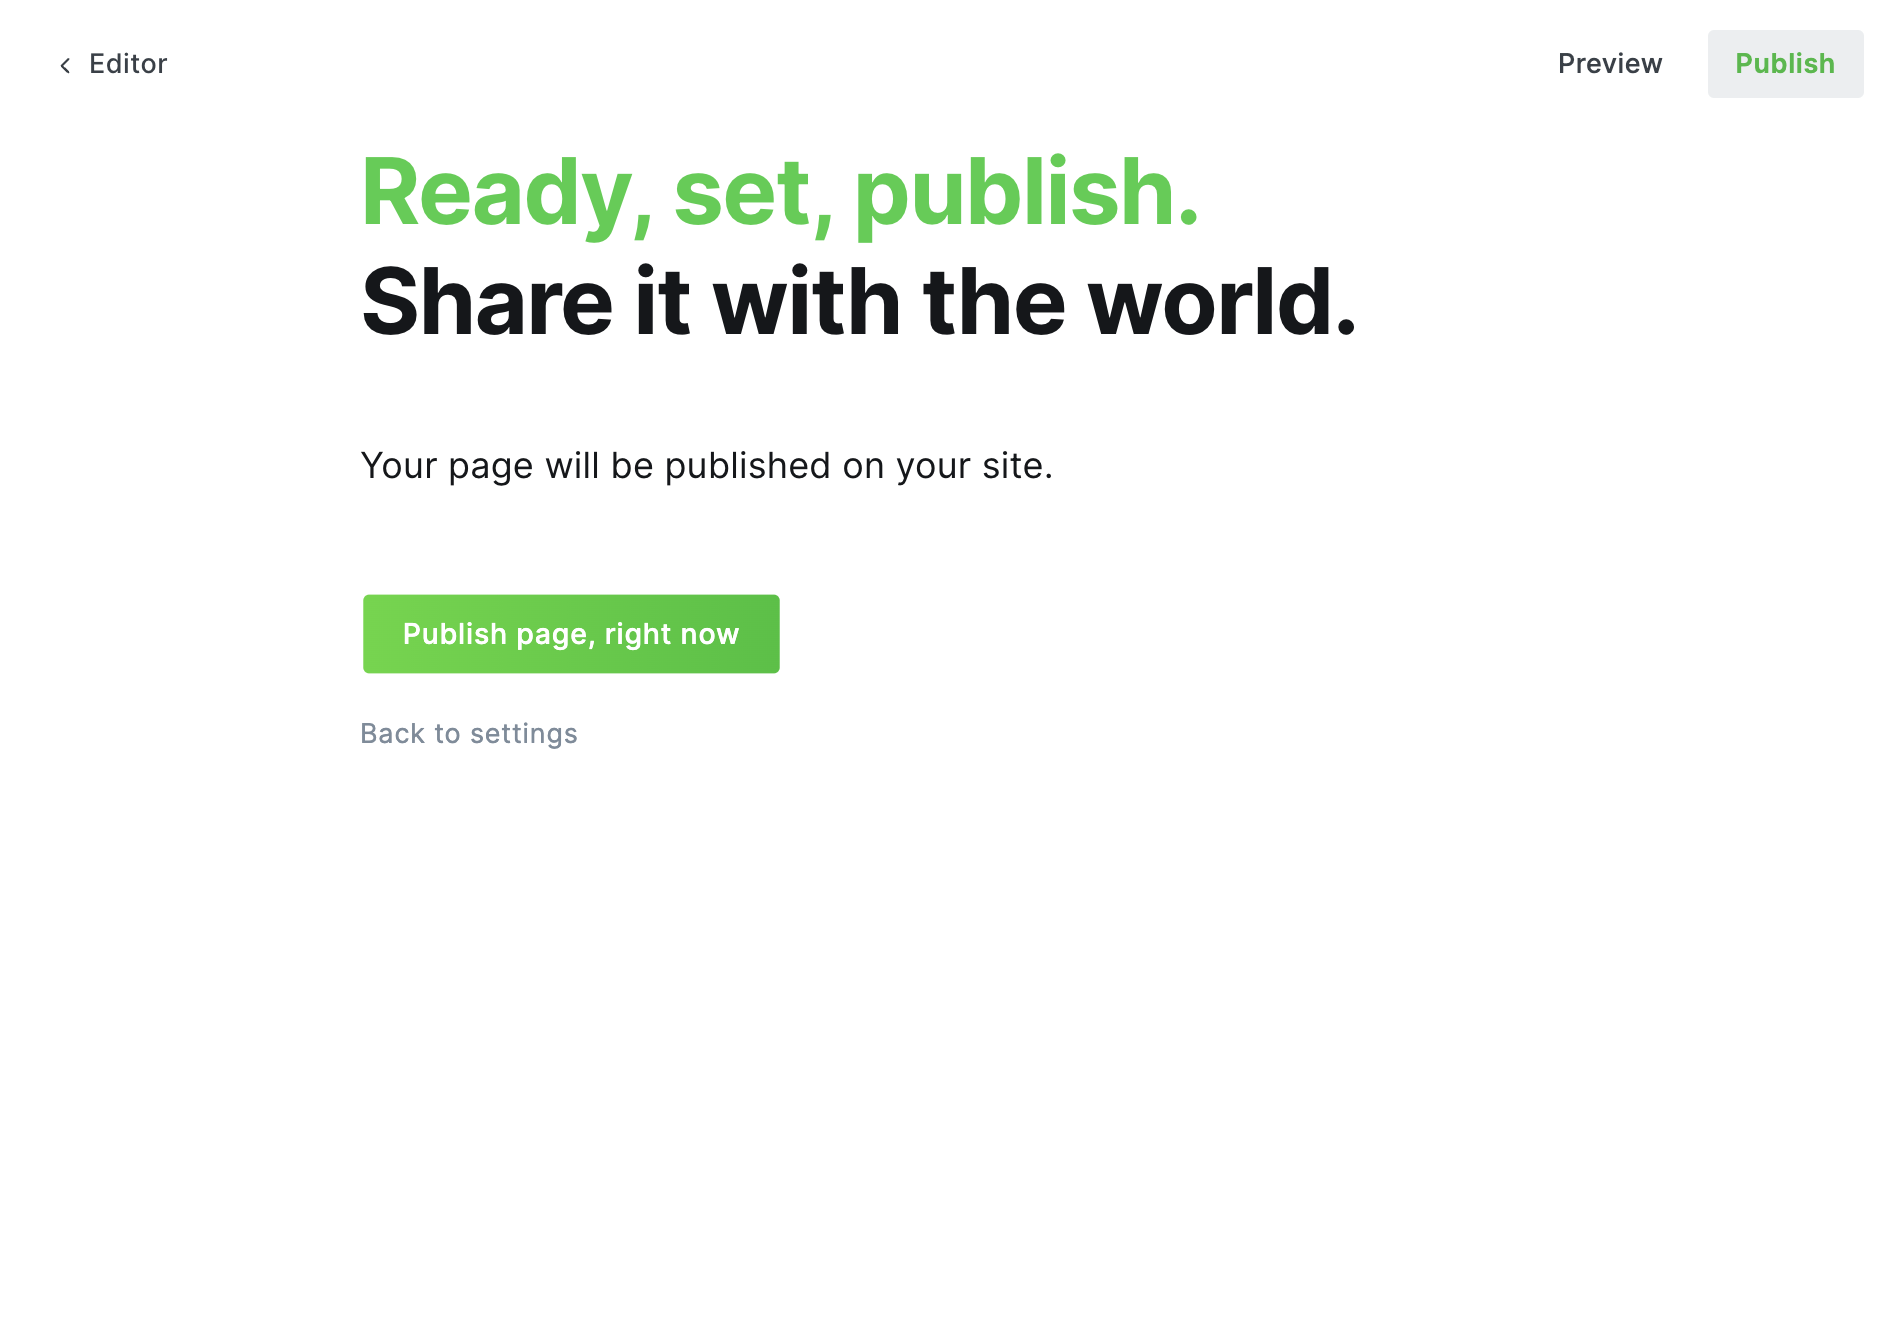 Editor
Preview
Publish
Ready, set, publish.
Share it with the world.
Your page will be published on your site.
Publish page, right now
Back to settings